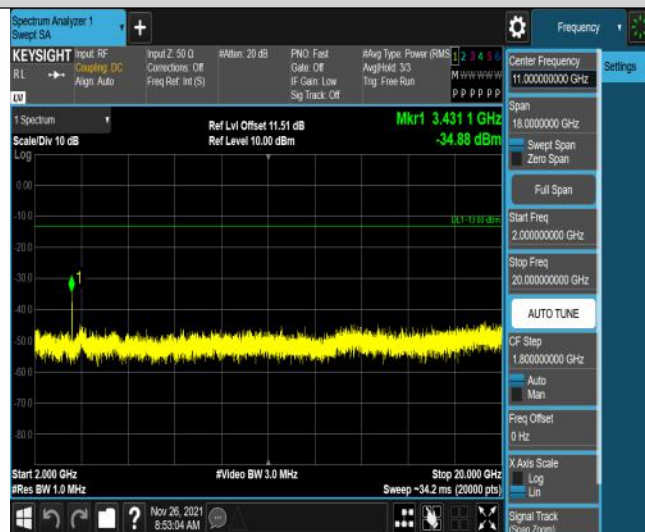 Spectrum Analyzer 1
Swept SA
+
Frequency
KEYSIGHT
RL
LXI
Input: RF
Coupling: DC
Align: Auto
Input Z: 50 Ω
Corrections: Off
Freq Ref: Int (S)
#Atten: 20 dB
PNO: Fast
Gate: Off
IF Gain: Low
Sig Track: Off
#Avg Type: Power (RMS
Avg|Hold: 3/3
Trig: Free Run
1 2 3 4 5 6
M W W W W W
P P P P P P
1 Spectrum
Scale/Div 10 dB
Log
Ref Lvl Offset 11.51 dB
Ref Level 10.00 dBm
Mkr1 3.431 1 GHz
-34.88 dBm
0.00
-10.0
DL1 -13.00 dBm
-20.0
-30.0
1
-40.0
-50.0
-60.0
-70.0
-80.0
Start 2.000 GHz
#Res BW 1.0 MHz
#Video BW 3.0 MHz
Stop 20.000 GHz
Sweep ~34.2 ms (20000 pts)
?
Nov 26, 2021
8:53:04 AM
Center Frequency
11.000000000 GHz
Settings
Span
18.0000000 GHz
Swept Span
Zero Span
Full Span
Start Freq
2.000000000 GHz
Stop Freq
20.000000000 GHz
AUTO TUNE
CF Step
1.800000000 GHz
Auto
Man
Freq Offset
0 Hz
X Axis Scale
Log
Lin
Signal Track
(Span Zoom)